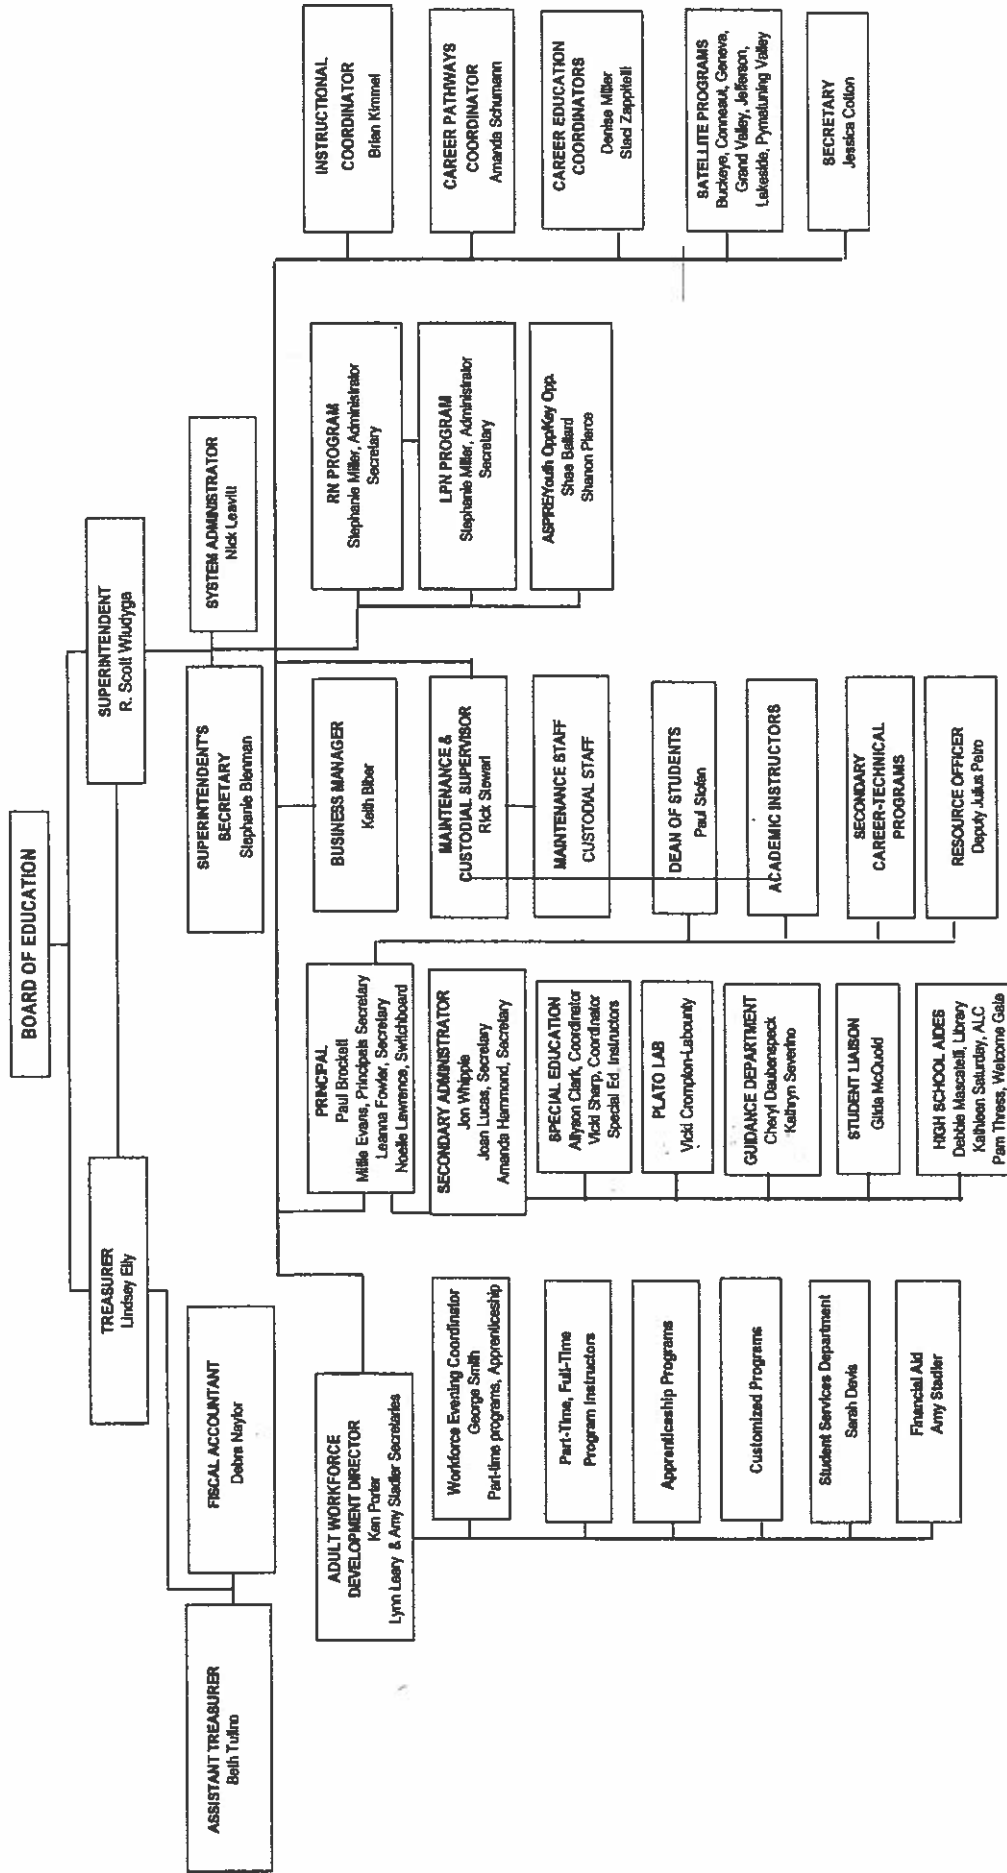 BOARD OF EDUCATION
TREASURER
Lindsey Elly
SUPERINTENDENT
R. Scott Wludyga
ASSISTANT TREASURER
Beth Tulino
FISCAL ACCOUNTANT
Debra Naylor
SUPERINTENDENT'S
SECRETARY
Stephanie Blenman
SYSTEM ADMINISTRATOR
Nick Leavitt
ADULT WORKFORCE
DEVELOPMENT DIRECTOR
Ken Porter
Lynn Leary & Amy Stadler Secretaries
Workforce Evening Coordinator
George Smith
Part-time programs, Apprenticeship
Part-Time, Full-Time
Program Instructors
Apprenticeship Programs
Customized Programs
Student Services Department
Sarah Davis
Financial Aid
Amy Stadler
PRINCIPAL
Paul Brockett
Millie Evans, Principals Secretary
Leanna Fowler, Secretary
Noelle Lawrence, Switchboard
SECONDARY ADMINISTRATOR
Jon Whipple
Joan Lucas, Secretary
Amanda Hammond, Secretary
SPECIAL EDUCATION
Allyson Clark, Coordinator
Vicki Sharp, Coordinator
Special Ed. Instructors
PLATO LAB
Vicki Crompton-Labounty
GUIDANCE DEPARTMENT
Cheryl Daubenspeck
Kathryn Severino
STUDENT LIAISON
Gilda McQuoid
HIGH SCHOOL AIDES
Debbie Mascatelli, Library
Kathleen Saturday, ALC
Pam Thress, Welcome Gate
BUSINESS MANAGER
Keith Biber
MAINTENANCE &
CUSTODIAL SUPERVISOR
Rick Stewart
MAINTENANCE STAFF
CUSTODIAL STAFF
DEAN OF STUDENTS
Paul Stofan
ACADEMIC INSTRUCTORS
SECONDARY
CAREER-TECHNICAL
PROGRAMS
RESOURCE OFFICER
Deputy Julius Petro
RN PROGRAM
Stephanie Miller, Administrator
Secretary
LPN PROGRAM
Stephanie Miller, Administrator
Secretary
ASPIRE/Youth Opp/Key Opp.
Shae Ballard
Shanon Pierce
INSTRUCTIONAL
COORDINATOR
Brian Kimmel
CAREER PATHWAYS
COORDINATOR
Amanda Schumann
CAREER EDUCATION
COORDINATORS
Denise Miller
Staci Zappitelli
SATELLITE PROGRAMS
Buckeye, Conneaut, Geneva,
Grand Valley, Jefferson,
Lakeside, Pymatuning Valley
SECRETARY
Jessica Colton